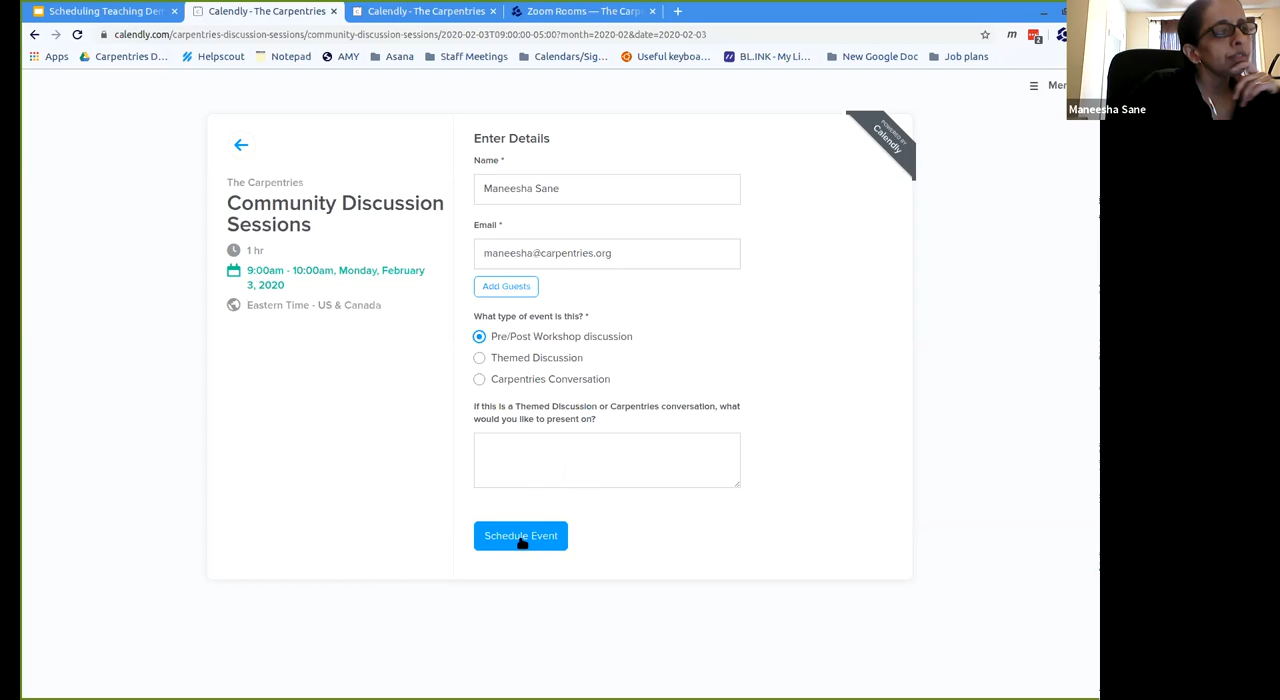 Scheduling Teaching Den
Calendly - The Carpentries
Calendly - The Carpentries
Zoom Rooms — The Carp
calendly.com/carpentries-discussion-sessions/community-discussion-sessions/2020-02-03T09:00:00-05:00?month=2020-02&date=2020-02-03
m
2
Apps
Carpentries D...
Helpscout
Notepad
AMY
Asana
Staff Meetings
Calendars/Sig...
Useful keyboa...
BL.INK - My Li...
New Google Doc
Job plans
Maneesha Sane
Men
POWERED BY
Calendly
The Carpentries
Community Discussion
Sessions
1 hr
9:00am - 10:00am, Monday, February
3, 2020
Eastern Time - US & Canada
Enter Details
Name *
Maneesha Sane
Email *
maneesha@carpentries.org
Add Guests
What type of event is this? *
Pre/Post Workshop discussion
Themed Discussion
Carpentries Conversation
If this is a Themed Discussion or Carpentries conversation, what
would you like to present on?
Schedule Event